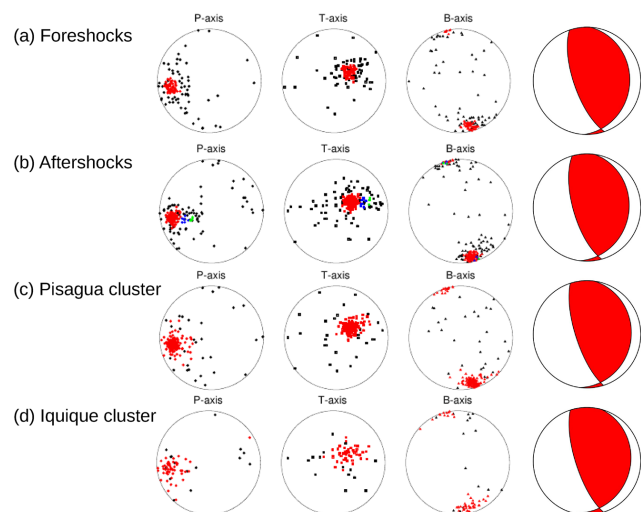 (a) Foreshocks
P-axis T-axis B-axis
(b) Aftershocks
P-axis T-axis B-axis
(c) Pisagua cluster
P-axis T-axis B-axis
(d) Iquique cluster
P-axis T-axis B-axis